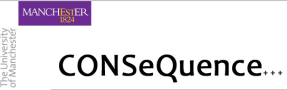 MANCHESTER
1824
The University
of Manchester
CONSeQuence+++